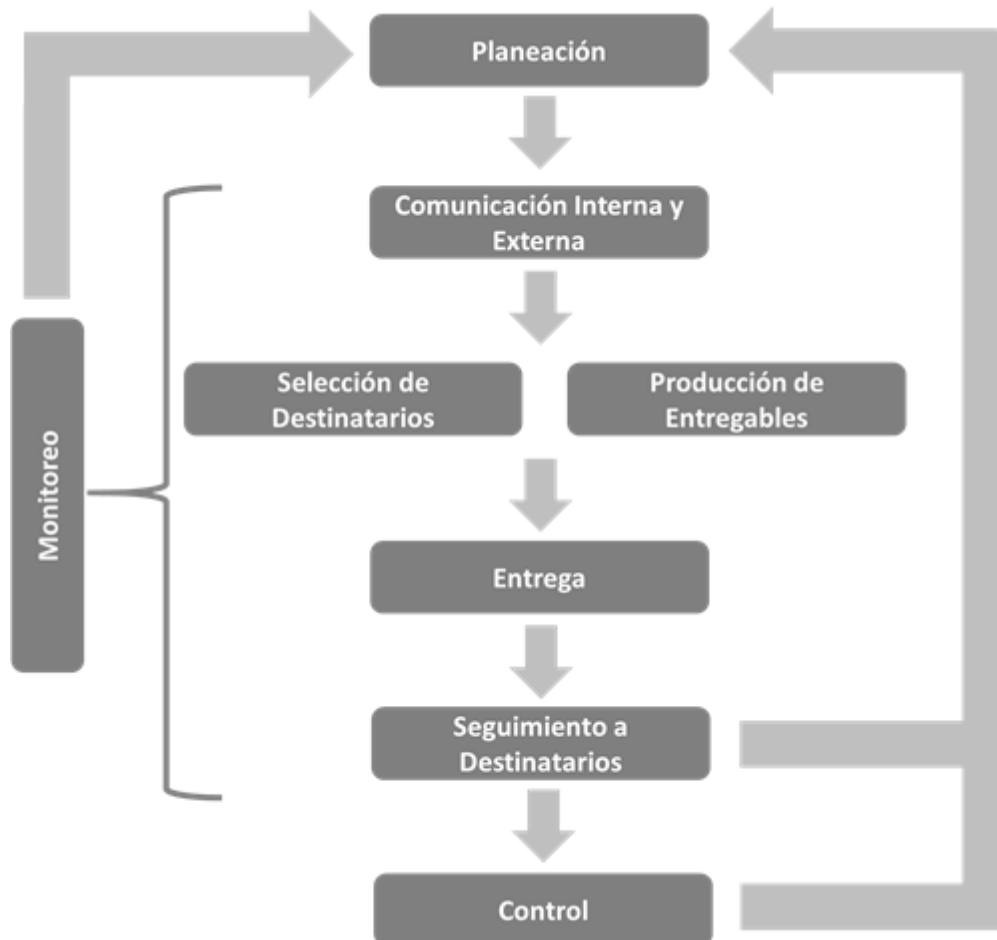 Planeación
Comunicación Interna y
Externa
Selección de
Destinatarios
Producción de
Entregables
Monitoreo
Entrega
Seguimiento a
Destinatarios
Control